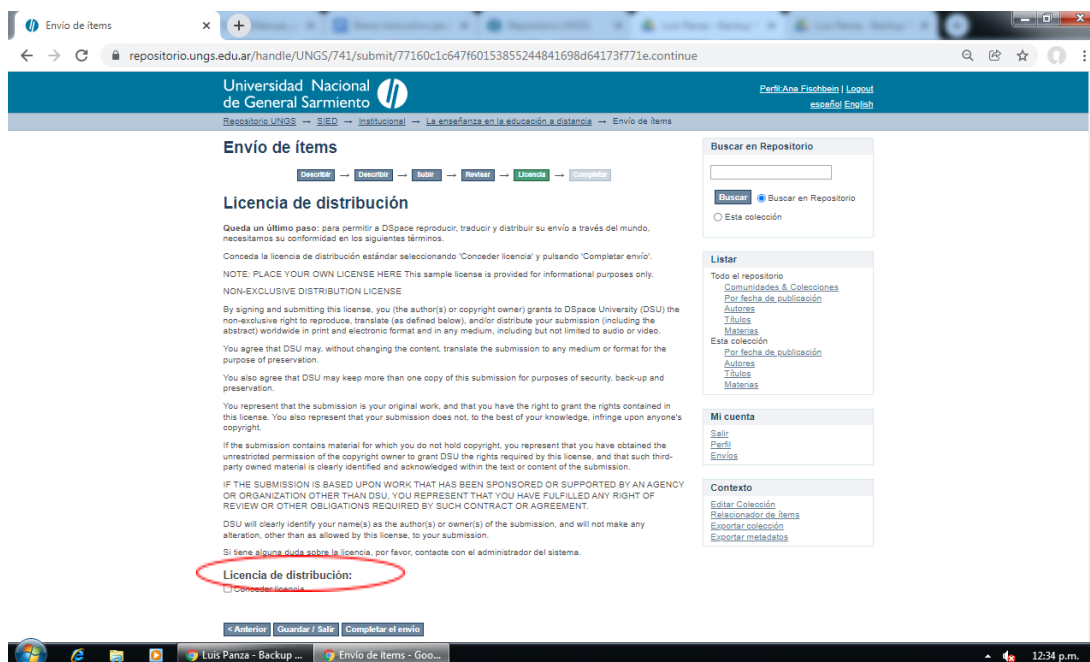 Envío de ítems
repositorio.ungs.edu.ar/handle/UNGS/741/submit/77160c1c647f60153855244841698d64173f771e.continue
Universidad Nacional
de General Sarmiento
Perfil:Ana Fischbein | Logout
español English
Repositorio UNGS → SIED → Institucional → La enseñanza en la educación a distancia → Envío de ítems
Envío de ítems
Describir → Describir → Subir → Revisar → Licencia → Completar
Licencia de distribución
Queda un último paso: para permitir a DSpace reproducir, traducir y distribuir su envío a través del mundo,
necesitamos su conformidad en los siguientes términos.
Conceda la licencia de distribución estándar seleccionando 'Conceder licencia' y pulsando 'Completar envío'.
NOTE: PLACE YOUR OWN LICENSE HERE This sample license is provided for informational purposes only.
NON-EXCLUSIVE DISTRIBUTION LICENSE
By signing and submitting this license, you (the author(s) or copyright owner) grants to DSpace University (DSU) the
non-exclusive right to reproduce, translate (as defined below), and/or distribute your submission (including the
abstract) worldwide in print and electronic format and in any medium, including but not limited to audio or video.
You agree that DSU may, without changing the content, translate the submission to any medium or format for the
purpose of preservation.
You also agree that DSU may keep more than one copy of this submission for purposes of security, back-up and
preservation.
You represent that the submission is your original work, and that you have the right to grant the rights contained in
this license. You also represent that your submission does not, to the best of your knowledge, infringe upon anyone's
copyright.
If the submission contains material for which you do not hold copyright, you represent that you have obtained the
unrestricted permission of the copyright owner to grant DSU the rights required by this license, and that such third-
party owned material is clearly identified and acknowledged within the text or content of the submission.
IF THE SUBMISSION IS BASED UPON WORK THAT HAS BEEN SPONSORED OR SUPPORTED BY AN AGENCY
OR ORGANIZATION OTHER THAN DSU, YOU REPRESENT THAT YOU HAVE FULFILLED ANY RIGHT OF
REVIEW OR OTHER OBLIGATIONS REQUIRED BY SUCH CONTRACT OR AGREEMENT.
DSU will clearly identify your name(s) as the author(s) or owner(s) of the submission, and will not make any
alteration, other than as allowed by this license, to your submission.
Si tiene alguna duda sobre la licencia, por favor, contacte con el administrador del sistema.
Licencia de distribución:
Conceder licencia
< Anterior Guardar / Salir Completar el envío
Buscar en Repositorio
Buscar Buscar en Repositorio
Esta colección
Listar
Todo el repositorio
Comunidades & Colecciones
Por fecha de publicación
Autores
Títulos
Materias
Esta colección
Por fecha de publicación
Autores
Títulos
Materias
Mi cuenta
Salir
Perfil
Envíos
Contexto
Editar Colección
Relacionador de ítems
Exportar colección
Exportar metadatos
Luis Panza - Backup ... Envío de ítems - Goo... 12:34 p.m.